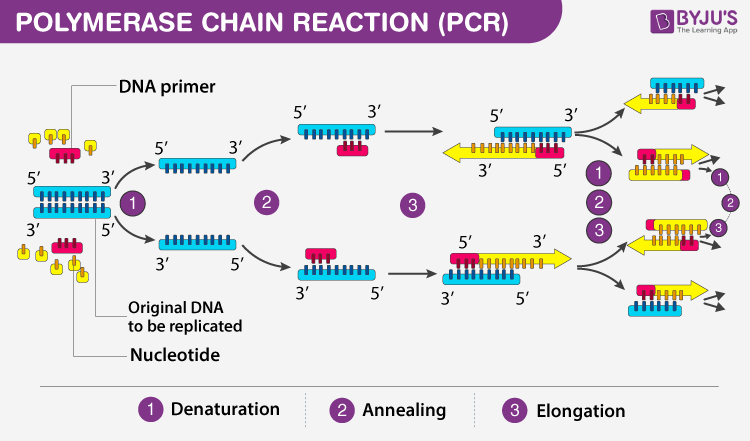 POLYMERASE CHAIN REACTION (PCR)
BYJU'S
The Learning App
DNA primer
5’ 3’
3’ 5’
1
5’ 3’
3’ 5’
2
5’ 3’
3’ 5’
3
5’ 3’
3’ 5’
5’ 3’
3’ 5’
1
2
3
1
2
3
Original DNA
to be replicated
Nucleotide
1 Denaturation
2 Annealing
3 Elongation